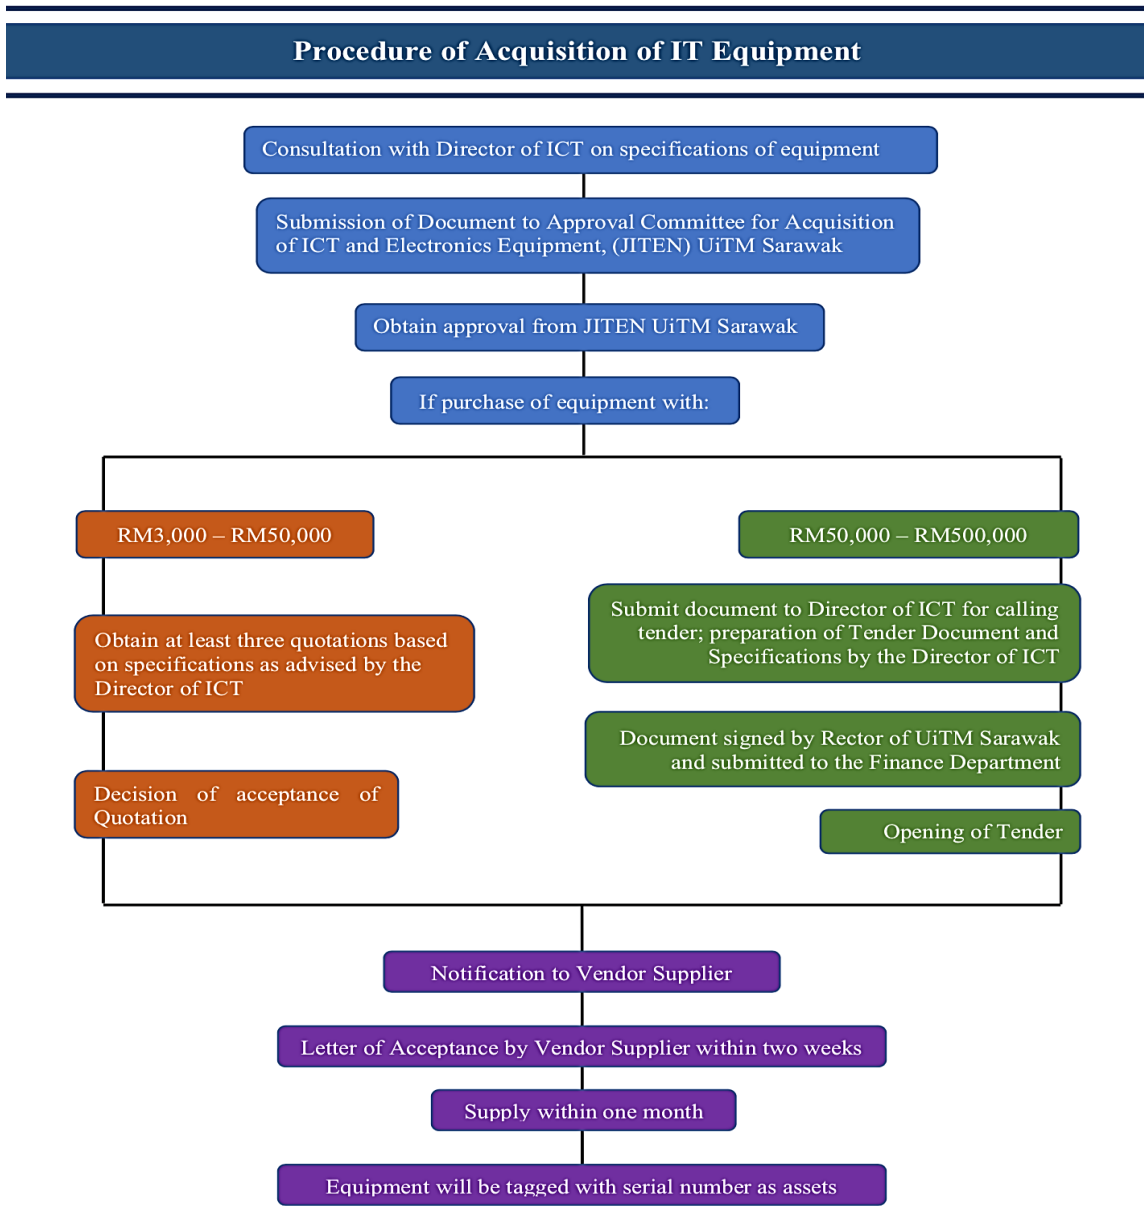 Procedure of Acquisition of IT Equipment
Consultation with Director of ICT on specifications of equipment
Submission of Document to Approval Committee for Acquisition
of ICT and Electronics Equipment, (JITEN) UiTM Sarawak
Obtain approval from JITEN UiTM Sarawak
If purchase of equipment with:
RM3,000 – RM50,000
Obtain at least three quotations based
on specifications as advised by the
Director of ICT
Decision of acceptance of
Quotation
RM50,000 – RM500,000
Submit document to Director of ICT for calling
tender; preparation of Tender Document and
Specifications by the Director of ICT
Document signed by Rector of UiTM Sarawak
and submitted to the Finance Department
Opening of Tender
Notification to Vendor Supplier
Letter of Acceptance by Vendor Supplier within two weeks
Supply within one month
Equipment will be tagged with serial number as assets